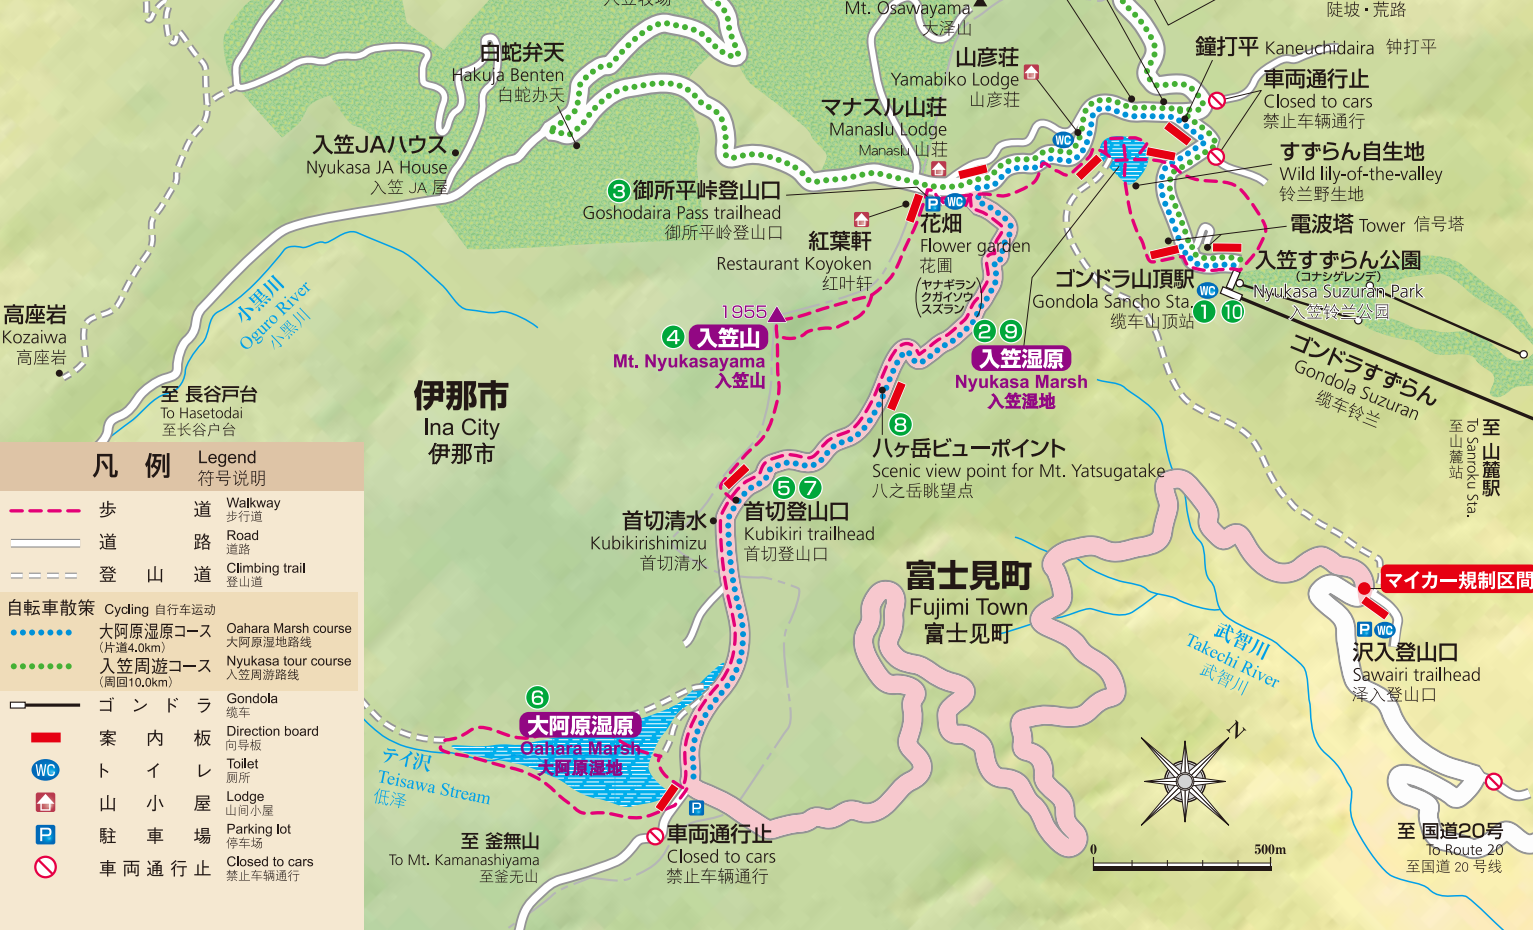 入笠牧場
Mt. Osawayama
大泽山
陡坡・荒路
白蛇弁天
Hakuja Benten
白蛇办天
山彦荘
Yamabiko Lodge
山彦荘
鐘打平 Kaneuchidaira 钟打平
車両通行止
Closed to cars
禁止车辆通行
マナスル山荘
Manaslu Lodge
Manaslu 山荘
入笠JAハウス
Nyukasa JA House
入笠 JA 屋
WC
すずらん自生地
Wild lily-of-the-valley
铃兰野生地
3 御所平峠登山口
Goshodaira Pass trailhead
御所平岭登山口
P WC
花畑
Flower garden
花圃
(ヤナギラン
クガイソウ
スズラン)
紅葉軒
Restaurant Koyoken
红叶轩
電波塔 Tower 信号塔
入笠すずらん公園
(コナシゲレンデ)
Nyukasa Suzuran Park
入笠铃兰公园
ゴンドラ山頂駅
Gondola Sancho Sta.
缆车山顶站
WC
1 10
高座岩
Kozaiwa
高座岩
小黒川
Oguro River
小黑川
1955
4 入笠山
Mt. Nyukasayama
入笠山
2 9
入笠湿原
Nyukasa Marsh
入笠湿地
ゴンドラすずらん
Gondola Suzuran
缆车铃兰
至 山麓駅
To Sanroku Sta.
至山麓站
至 長谷戸台
To Hasetodai
至长谷户台
伊那市
Ina City
伊那市
8
八ヶ岳ビューポイント
Scenic view point for Mt. Yatsugatake
八之岳眺望点
5 7
首切登山口
Kubikiri trailhead
首切登山口
首切清水
Kubikirishimizu
首切清水
富士見町
Fujimi Town
富士见町
マイカー規制区間
P WC
沢入登山口
Sawairi trailhead
泽入登山口
武智川
Takechi River
武智川
6
大阿原湿原
Oahara Marsh
大阿原湿地
テイ沢
Teisawa Stream
低泽
P
車両通行止
Closed to cars
禁止车辆通行
至 釜無山
To Mt. Kamanashiyama
至釜无山
N
0 500m
至 国道20号
To Route 20
至国道 20 号线
凡例 Legend
符号说明
歩道 Walkway
步行道
道路 Road
道路
登山道 Climbing trail
登山道
自転車散策 Cycling 自行车运动
大阿原湿原コース Oahara Marsh course
(片道4.0km) 大阿原湿地路线
入笠周遊コース Nyukasa tour course
(周回10.0km) 入笠周游路线
ゴンドラ Gondola
缆车
案内板 Direction board
向导板
WC トイレ Toilet
厕所
山小屋 Lodge
山间小屋
P 駐車場 Parking lot
停车场
車両通行止 Closed to cars
禁止车辆通行